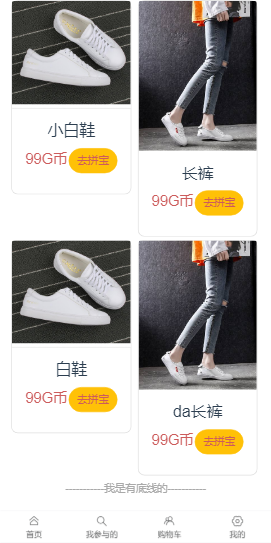 小白鞋
99G币 去拼宝
长裤
99G币 去拼宝
白鞋
99G币 去拼宝
da长裤
99G币 去拼宝
-----------我是有底线的-----------
首页 我参与的 购物车 我的